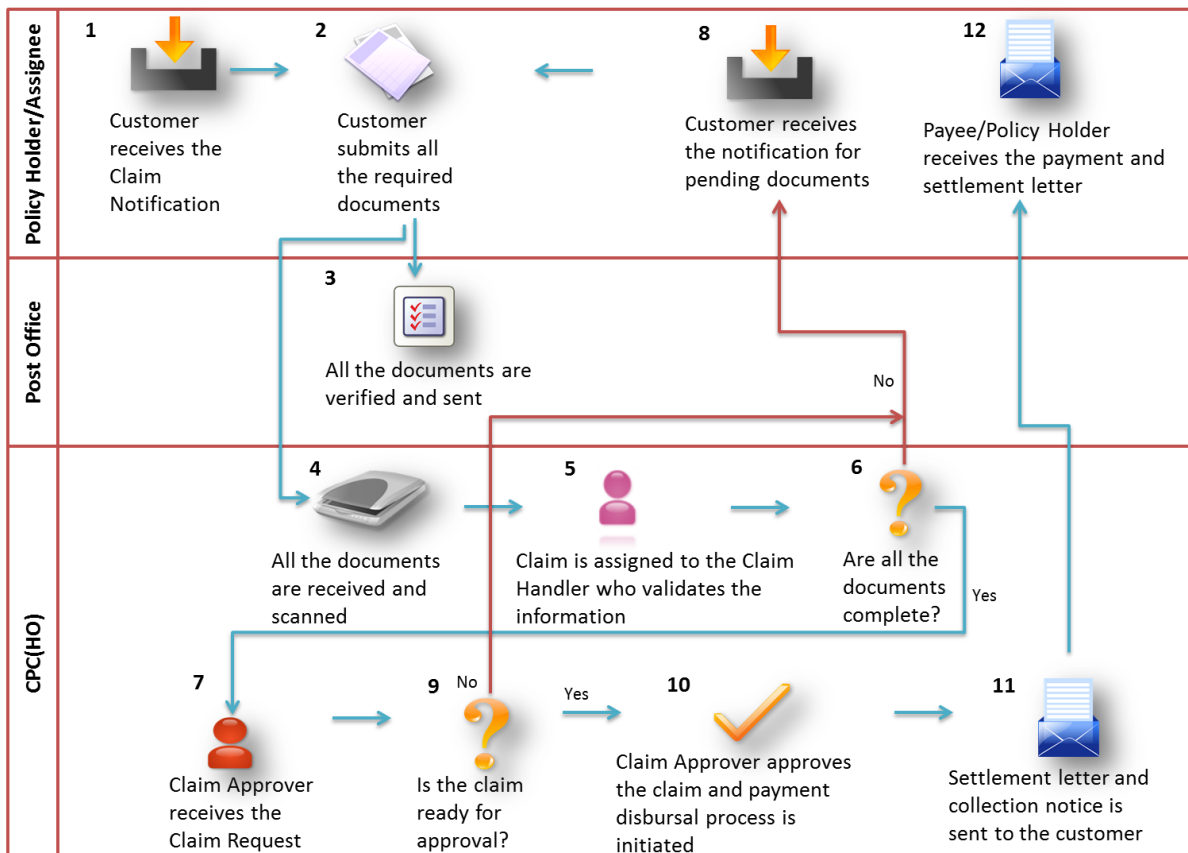 Policy Holder/Assignee
1
Customer
receives the
Claim
Notification
2
Customer
submits all
the required
documents
8
Customer receives
the notification for
pending documents
12
Payee/Policy Holder
receives the payment and
settlement letter
Post Office
3
All the documents are
verified and sent
No
CPC(HO)
4
All the documents
are received and
scanned
5
Claim is assigned to the Claim
Handler who validates the
information
6
Are all the
documents
complete?
Yes
7
Claim Approver
receives the
Claim Request
9
No
Is the claim
ready for
approval?
Yes
10
Claim Approver approves
the claim and payment
disbursal process is
initiated
11
Settlement letter and
collection notice is
sent to the customer